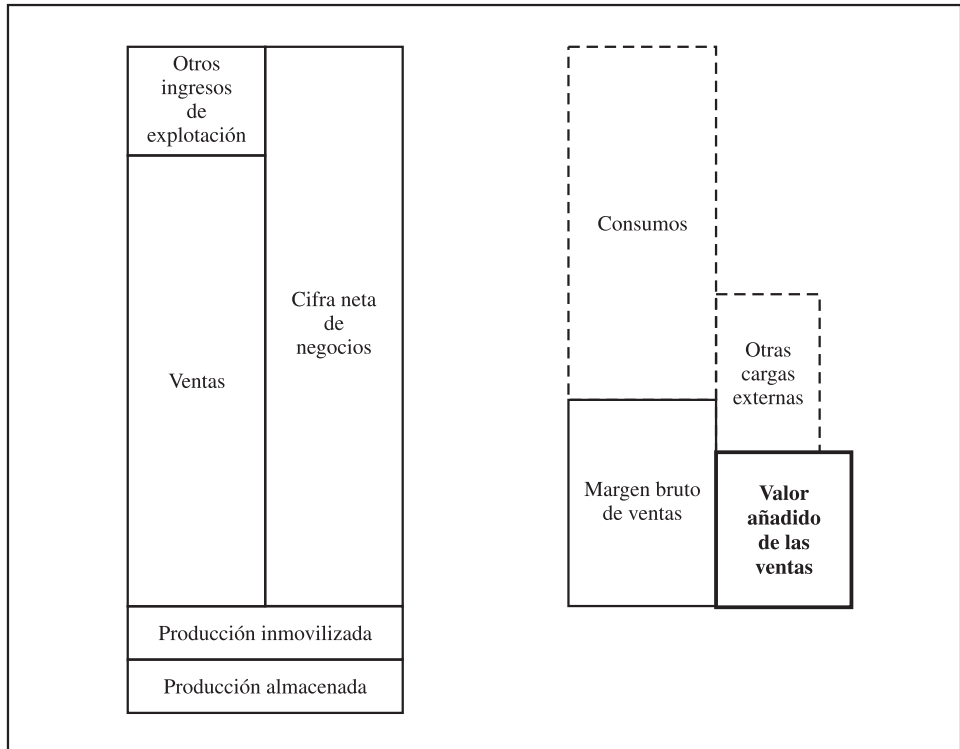 Otros
ingresos
de
explotación
Ventas
Cifra neta
de
negocios
Producción inmovilizada
Producción almacenada
Consumos
Otras
cargas
externas
Margen bruto
de ventas
Valor
añadido
de las
ventas